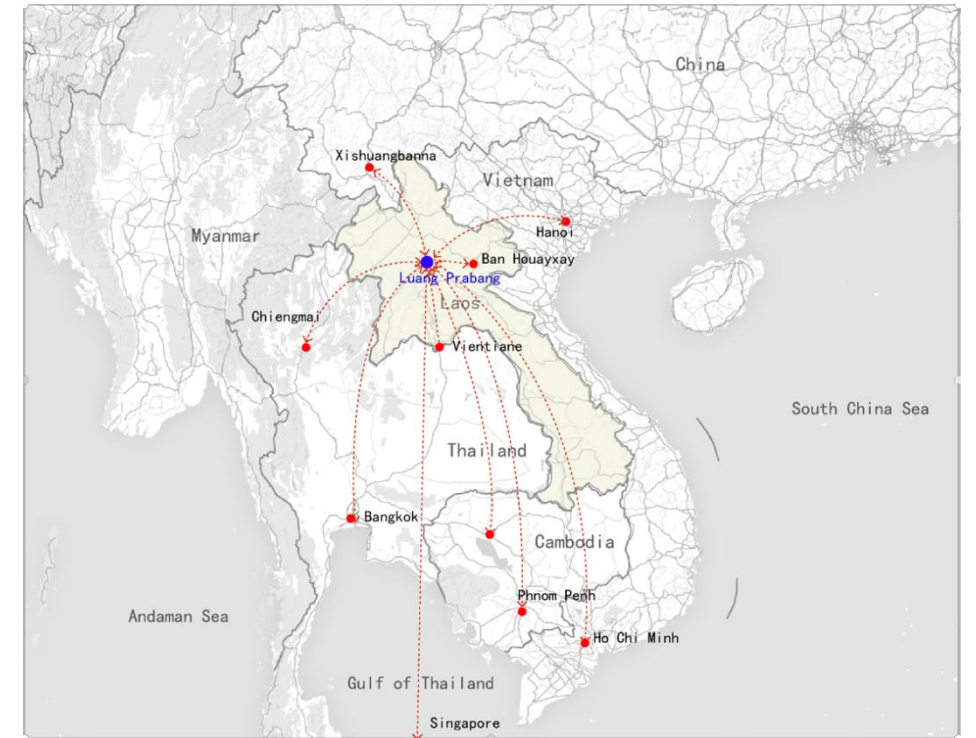 China
Xishuangbanna
Vietnam
Myanmar
Hanoi
Ban Houayxay
Luang Prabang
Laos
Chiengmai
Vientiane
South China Sea
Thailand
Bangkok
Cambodia
Phnom Penh
Andaman Sea
Ho Chi Minh
Gulf of Thailand
Singapore